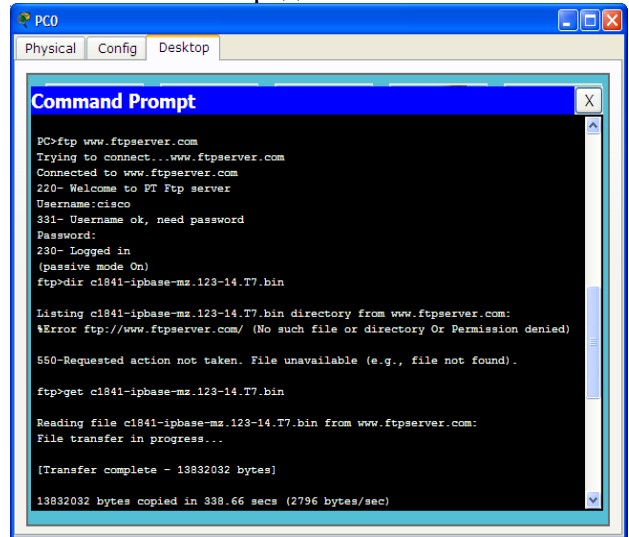 PC0
Physical Config Desktop
Command Prompt
X
PC>ftp www.ftpserver.com
Trying to connect...www.ftpserver.com
Connected to www.ftpserver.com
220- Welcome to PT Ftp server
Username:cisco
331- Username ok, need password
Password:
230- Logged in
(passive mode On)
ftp>dir c1841-ipbase-mz.123-14.T7.bin
Listing c1841-ipbase-mz.123-14.T7.bin directory from www.ftpserver.com:
%Error ftp://www.ftpserver.com/ (No such file or directory Or Permission denied)
550-Requested action not taken. File unavailable (e.g., file not found).
ftp>get c1841-ipbase-mz.123-14.T7.bin
Reading file c1841-ipbase-mz.123-14.T7.bin from www.ftpserver.com:
File transfer in progress...
[Transfer complete - 13832032 bytes]
13832032 bytes copied in 338.66 secs (2796 bytes/sec)